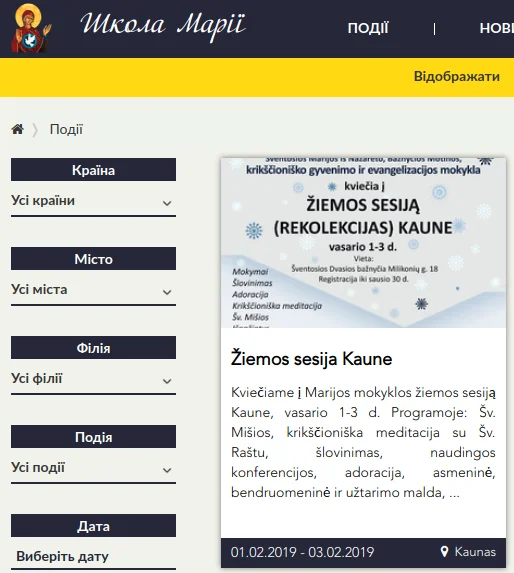 Школа Марії
ПОДІЇ
|
НОВИ
Відображати
Події
Країна
Усі країни
Місто
Усі міста
Філія
Усі філії
Подія
Усі події
Дата
Виберіть дату
Šventosios Marijos iš Nazareto, Bažnyčios Motinos,
krikščioniško gyvenimo ir evangelizacijos mokykla
kviečia į
ŽIEMOS SESIJĄ
(REKOLEKCIJAS) KAUNE
vasario 1-3 d.
Vieta:
Šventosios Dvasios bažnyčia Milikonių g. 18
Registracija iki sausio 30 d.
Mokymai
Šlovinimas
Adoracija
Krikščioniška meditacija
Šv. Mišios
Žiemos sesija Kaune
Kviečiame į Marijos mokyklos žiemos sesiją
Kaune, vasario 1-3 d. Programoje: Šv.
Mišios, krikščioniška meditacija su Šv.
Raštu, šlovinimas, naudingos
konferencijos, adoracija, asmeninė,
bendruomeninė ir užtarimo malda, ...
01.02.2019 - 03.02.2019
Kaunas